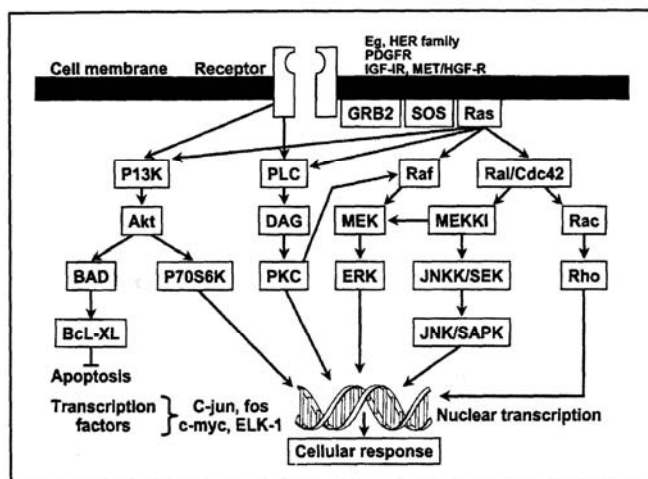 Eg, HER family
PDGFR
Cell membrane Receptor IGF-IR, MET/HGF-R
GRB2 SOS Ras
P13K PLC Raf Ral/Cdc42
Akt DAG MEK MEKKI Rac
BAD P70S6K PKC ERK JNKK/SEK Rho
BcL-XL JNK/SAPK
Apoptosis
Transcription factors C-jun, fos
c-myc, ELK-1
Nuclear transcription
Cellular response